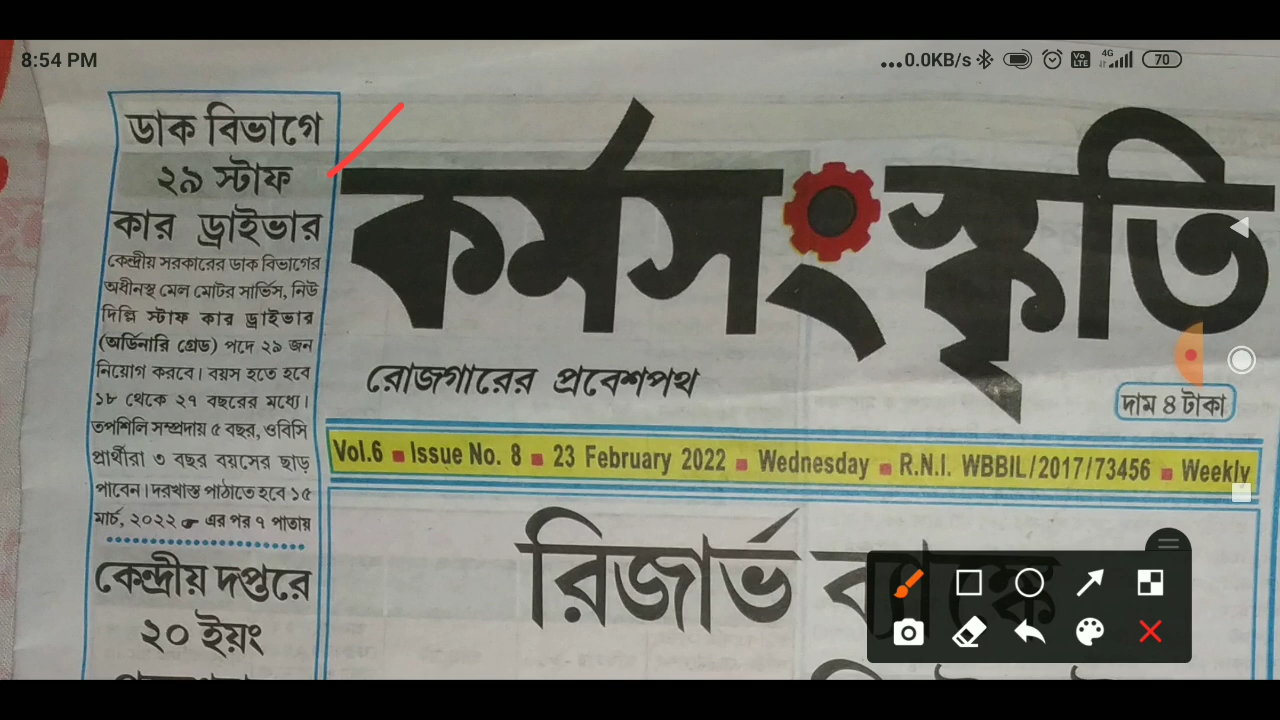 8:54 PM
...0.0KB/s
Vo LTE
4G
70
ডাক বিভাগে
২৯ স্টাফ
কার ড্রাইভার
কেন্দ্রীয় সরকারের ডাক বিভাগের
অধীনস্থ মেল মোটর সার্ভিস, নিউ
দিল্লি স্টাফ কার ড্রাইভার
(অর্ডিনারি গ্রেড) পদে ২৯ জন
নিয়োগ করবে। বয়স হতে হবে
১৮ থেকে ২৭ বছরের মধ্যে।
তপশিলি সম্প্রদায় ৫ বছর, ওবিসি
প্রার্থীরা ৩ বছর বয়সের ছাড়
পাবেন। দরখাস্ত পাঠাতে হবে ১৫
মার্চ, ২০২২ ☛ এর পর ৭ পাতায়
কেন্দ্রীয় দপ্তরে
২০ ইয়ং
কর্মসংস্কৃতি
রোজগারের প্রবেশপথ
দাম ৪ টাকা
Vol.6 ■ Issue No. 8 ■ 23 February 2022 ■ Wednesday ■ R.N.I. WBBIL/2017/73456 ■ Weekly
রিজার্ভ ব্যাঙ্কে